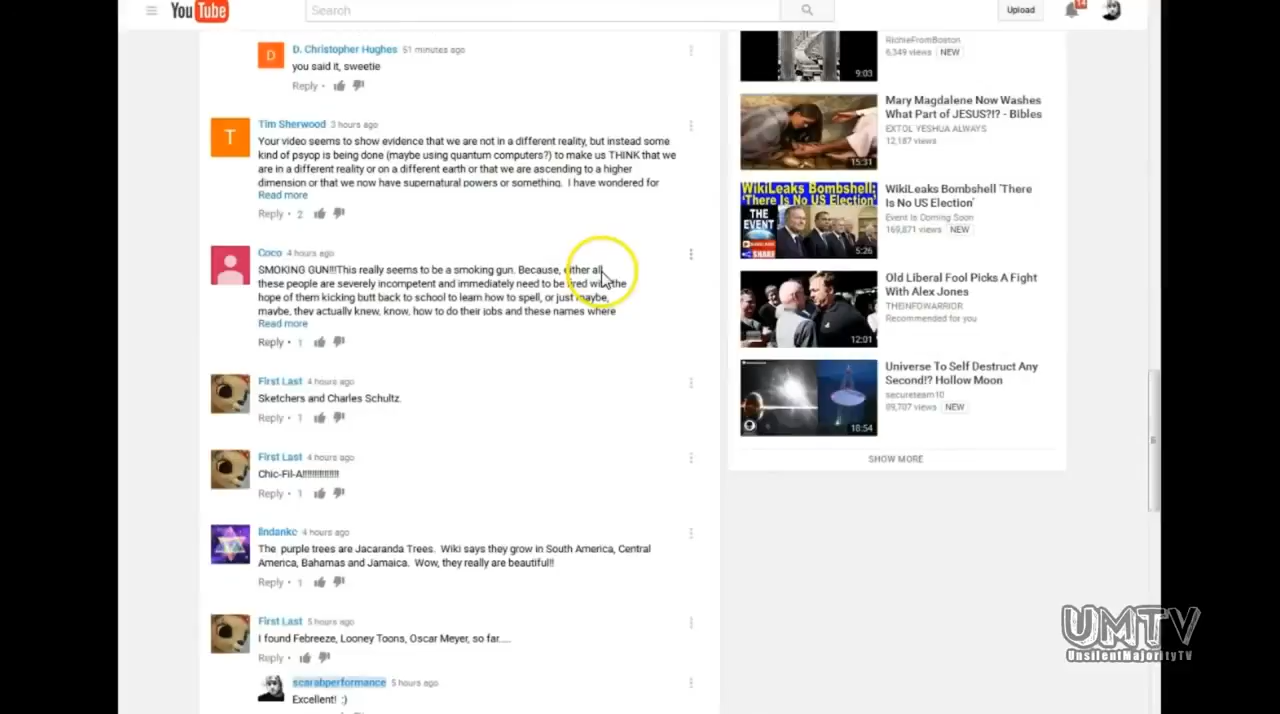 YouTube
Search
Upload
14
D. Christopher Hughes 51 minutes ago
you said it, sweetie
Reply •
Tim Sherwood 3 hours ago
Your video seems to show evidence that we are not in a different reality, but instead some
kind of psyop is being done (maybe using quantum computers?) to make us THINK that we
are in a different reality or on a different earth or that we are ascending to a higher
dimension or that we now have supernatural powers or something. I have wondered for
Read more
Reply • 2
Coco 4 hours ago
SMOKING GUN!!!This really seems to be a smoking gun. Because, either all
these people are severely incompetent and immediately need to be fired with the
hope of them kicking butt back to school to learn how to spell, or just maybe,
maybe, they actually knew, know, how to do their jobs and these names where
Read more
Reply • 1
First Last 4 hours ago
Sketchers and Charles Schultz.
Reply • 1
First Last 4 hours ago
Reply • 1
lindanke 4 hours ago
The purple trees are Jacaranda Trees. Wiki says they grow in South America, Central
America, Bahamas and Jamaica. Wow, they really are beautiful!!
Reply • 1
First Last 5 hours ago
I found Febreeze, Looney Toons, Oscar Meyer, so far....
Reply •
scarabperformance 5 hours ago
Excellent! :)
RichieFromBoston
6,349 views NEW
9:03
Mary Magdalene Now Washes
What Part of JESUS?!? - Bibles
EXTOL YESHUA ALWAYS
12,187 views
15:31
WikiLeaks Bombshell:
'There Is No US Election'
THE
EVENT
SHARE
5:26
WikiLeaks Bombshell 'There
Is No US Election'
Event Is Coming Soon
169,871 views NEW
Old Liberal Fool Picks A Fight
With Alex Jones
THEINFOWARRIOR
Recommended for you
12:01
Universe To Self Destruct Any
Second!? Hollow Moon
secureteam10
89,707 views NEW
18:54
SHOW MORE
UMTV
UnsilentMajorityTV